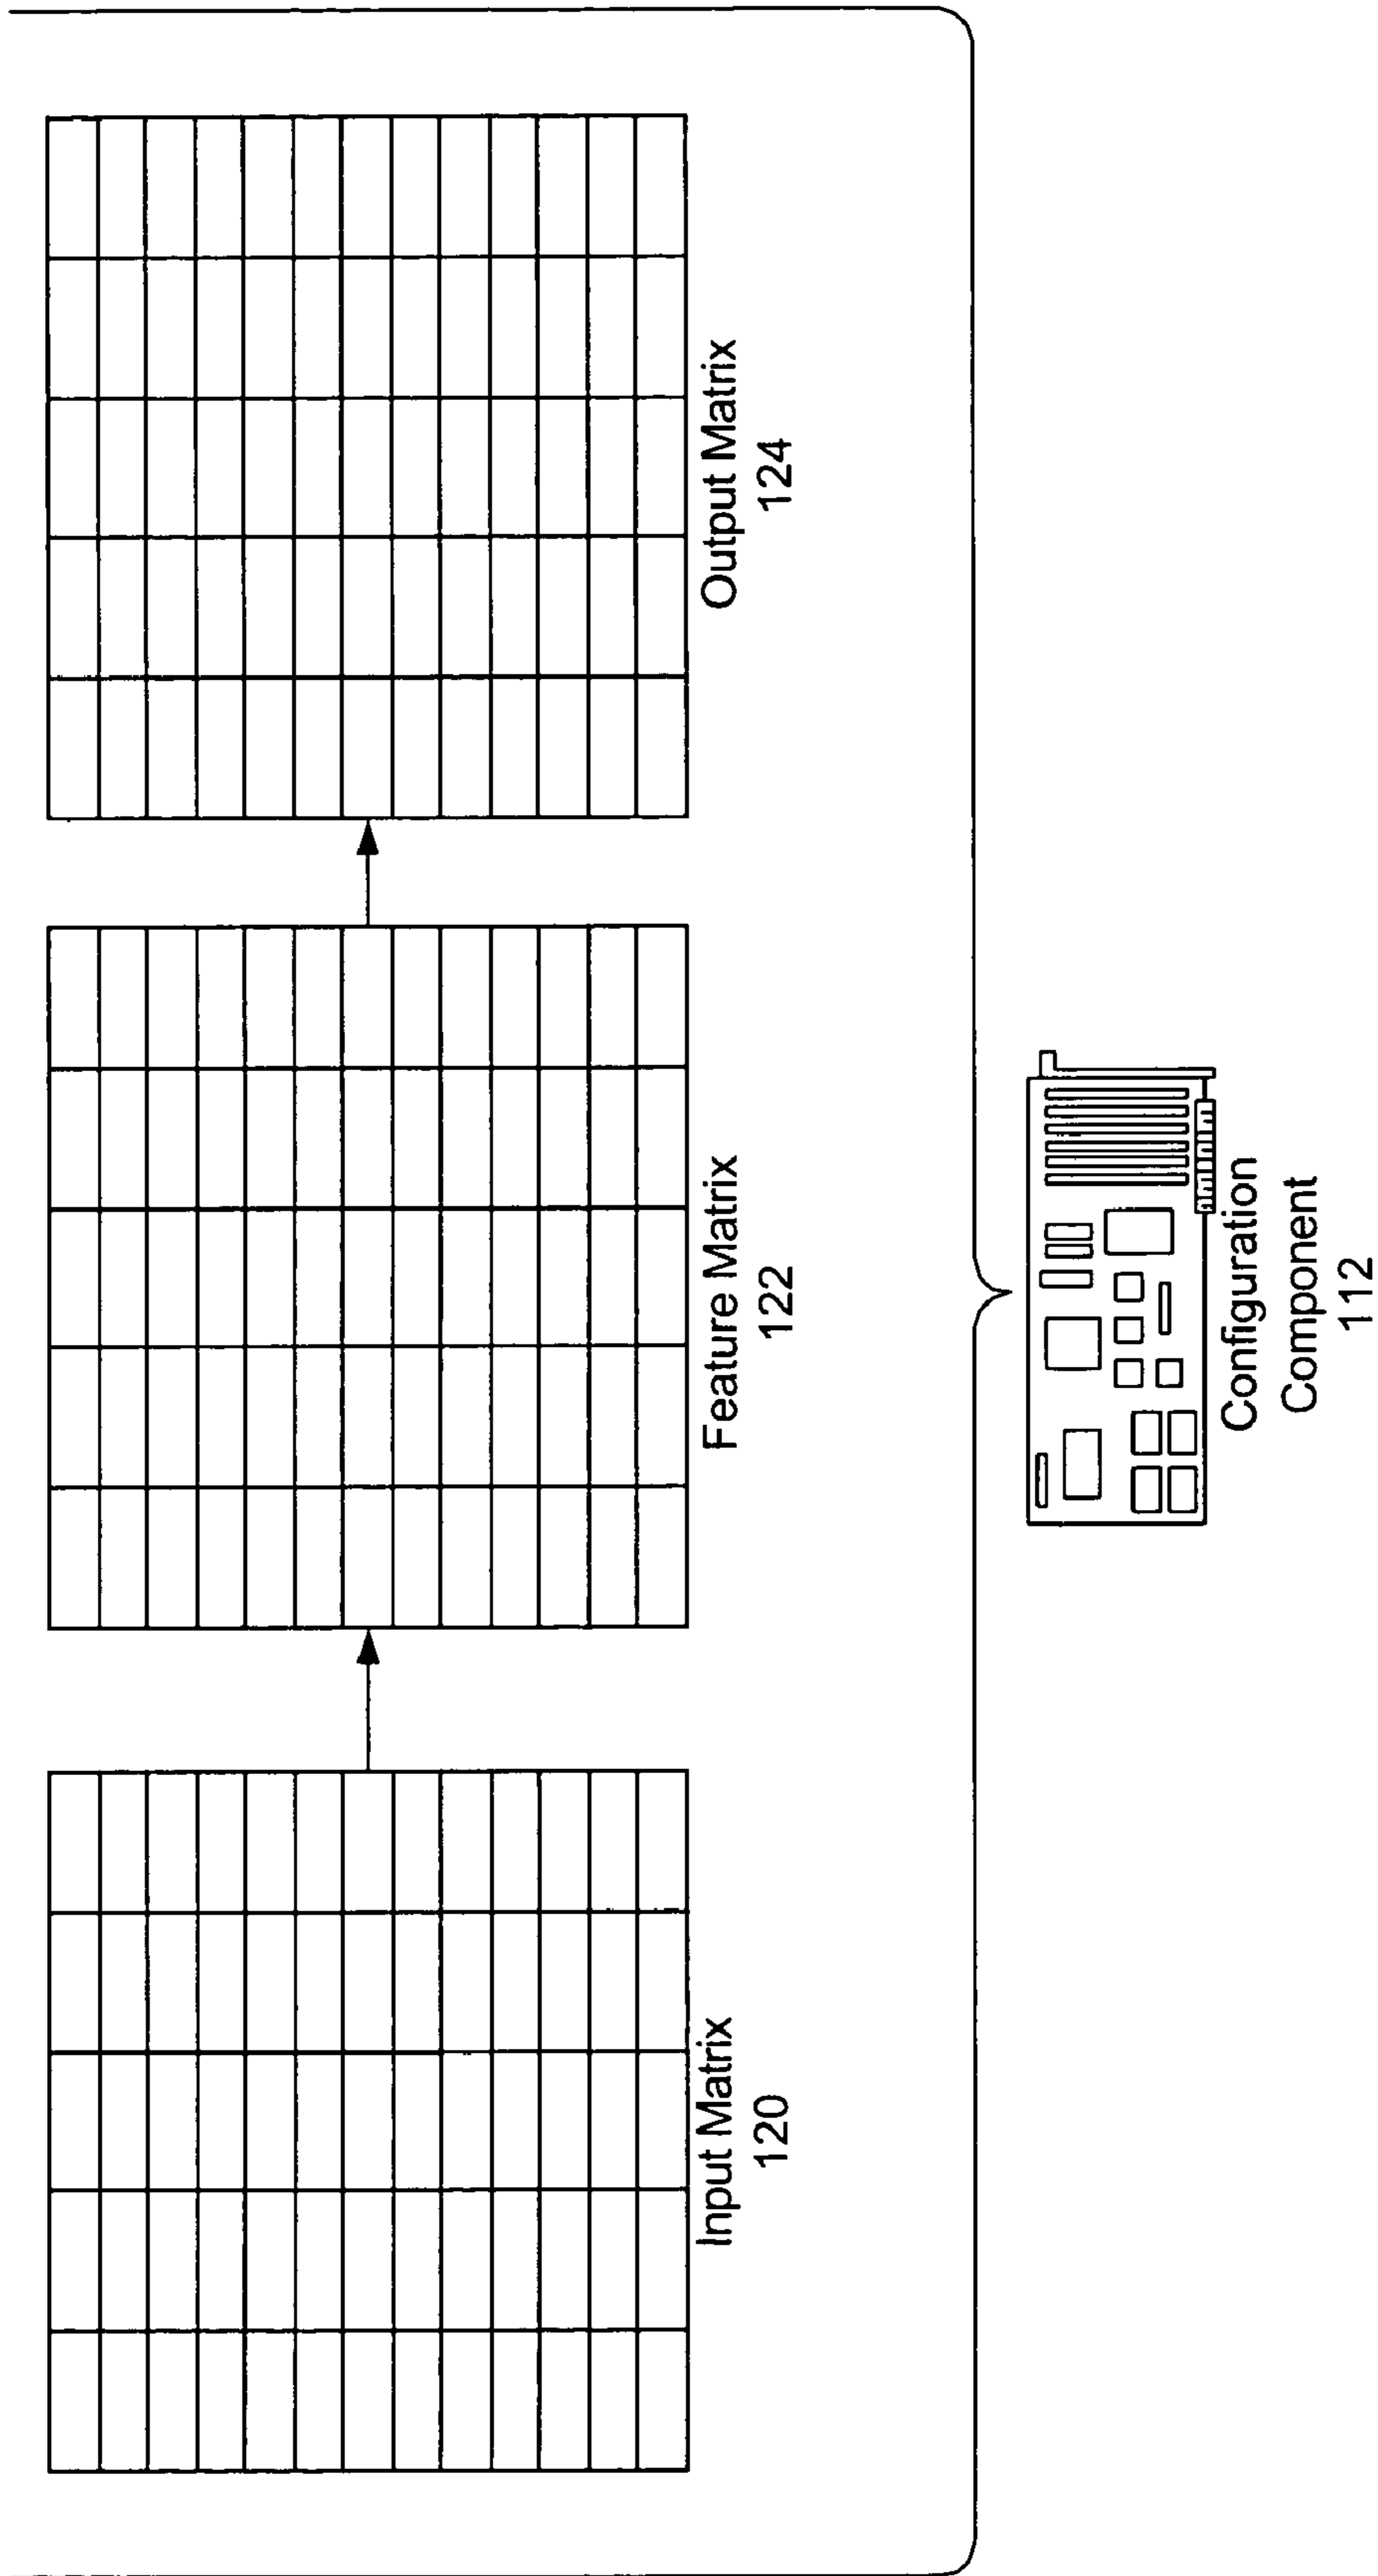 Input Matrix
120
Feature Matrix
122
Output Matrix
124
Configuration
Component
112